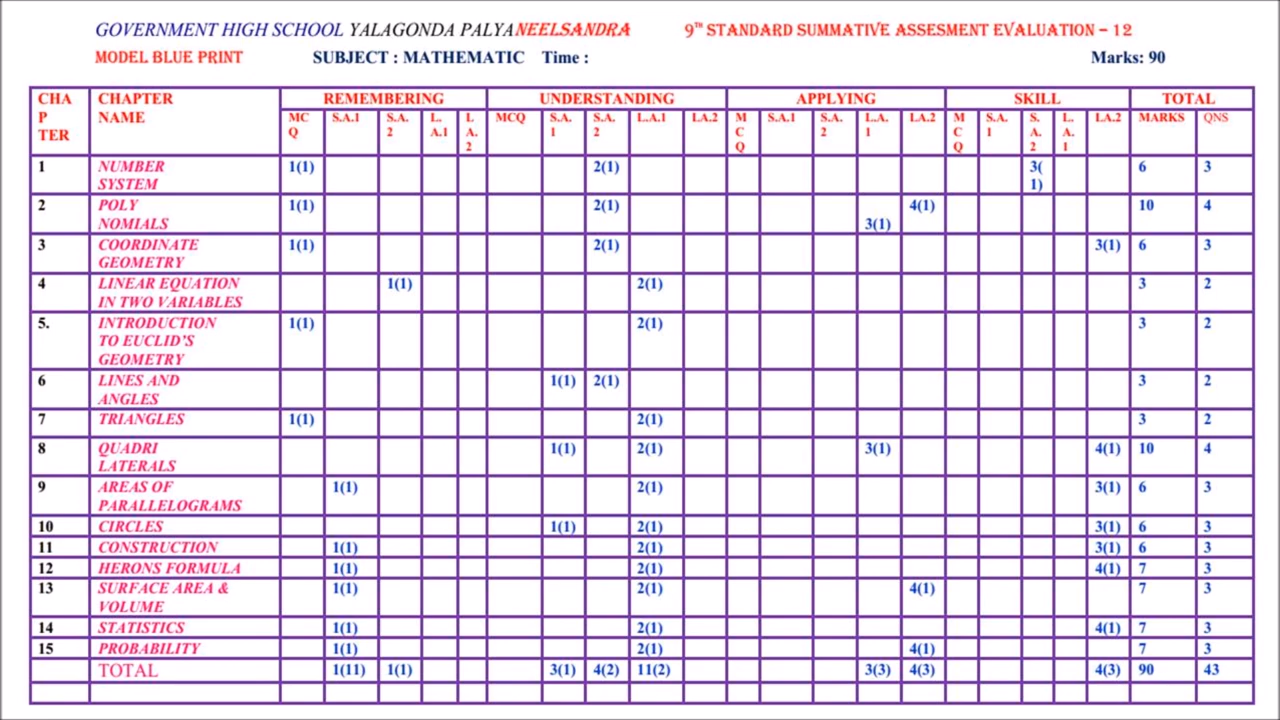 GOVERNMENT HIGH SCHOOL YALAGONDA PALYANEELSANDRA 9TH STANDARD SUMMATIVE ASSESMENT EVALUATION – 12
MODEL BLUE PRINT SUBJECT : MATHEMATIC Time : Marks: 90
CHAP TER CHAPTER NAME REMEMBERING UNDERSTANDING APPLYING SKILL TOTAL
MCQ S.A.1 S.A.2 L.A.1 L.A.2 MCQ S.A.1 S.A.2 L.A.1 LA.2 MCQ S.A.1 S.A.2 L.A.1 LA.2 MCQ S.A.1 S.A.2 L.A.1 LA.2 MARKS QNS
1 NUMBER SYSTEM 1(1) 2(1) 3(1) 6 3
2 POLY NOMIALS 1(1) 2(1) 3(1) 4(1) 10 4
3 COORDINATE GEOMETRY 1(1) 2(1) 3(1) 6 3
4 LINEAR EQUATION IN TWO VARIABLES 1(1) 2(1) 3 2
5. INTRODUCTION TO EUCLID'S GEOMETRY 1(1) 2(1) 3 2
6 LINES AND ANGLES 1(1) 2(1) 3 2
7 TRIANGLES 1(1) 2(1) 3 2
8 QUADRI LATERALS 1(1) 2(1) 3(1) 4(1) 10 4
9 AREAS OF PARALLELOGRAMS 1(1) 2(1) 3(1) 6 3
10 CIRCLES 1(1) 2(1) 3(1) 6 3
11 CONSTRUCTION 1(1) 2(1) 3(1) 6 3
12 HERONS FORMULA 1(1) 2(1) 4(1) 7 3
13 SURFACE AREA & VOLUME 1(1) 2(1) 4(1) 7 3
14 STATISTICS 1(1) 2(1) 4(1) 7 3
15 PROBABILITY 1(1) 2(1) 4(1) 7 3
TOTAL 1(11) 1(1) 3(1) 4(2) 11(2) 3(3) 4(3) 4(3) 90 43